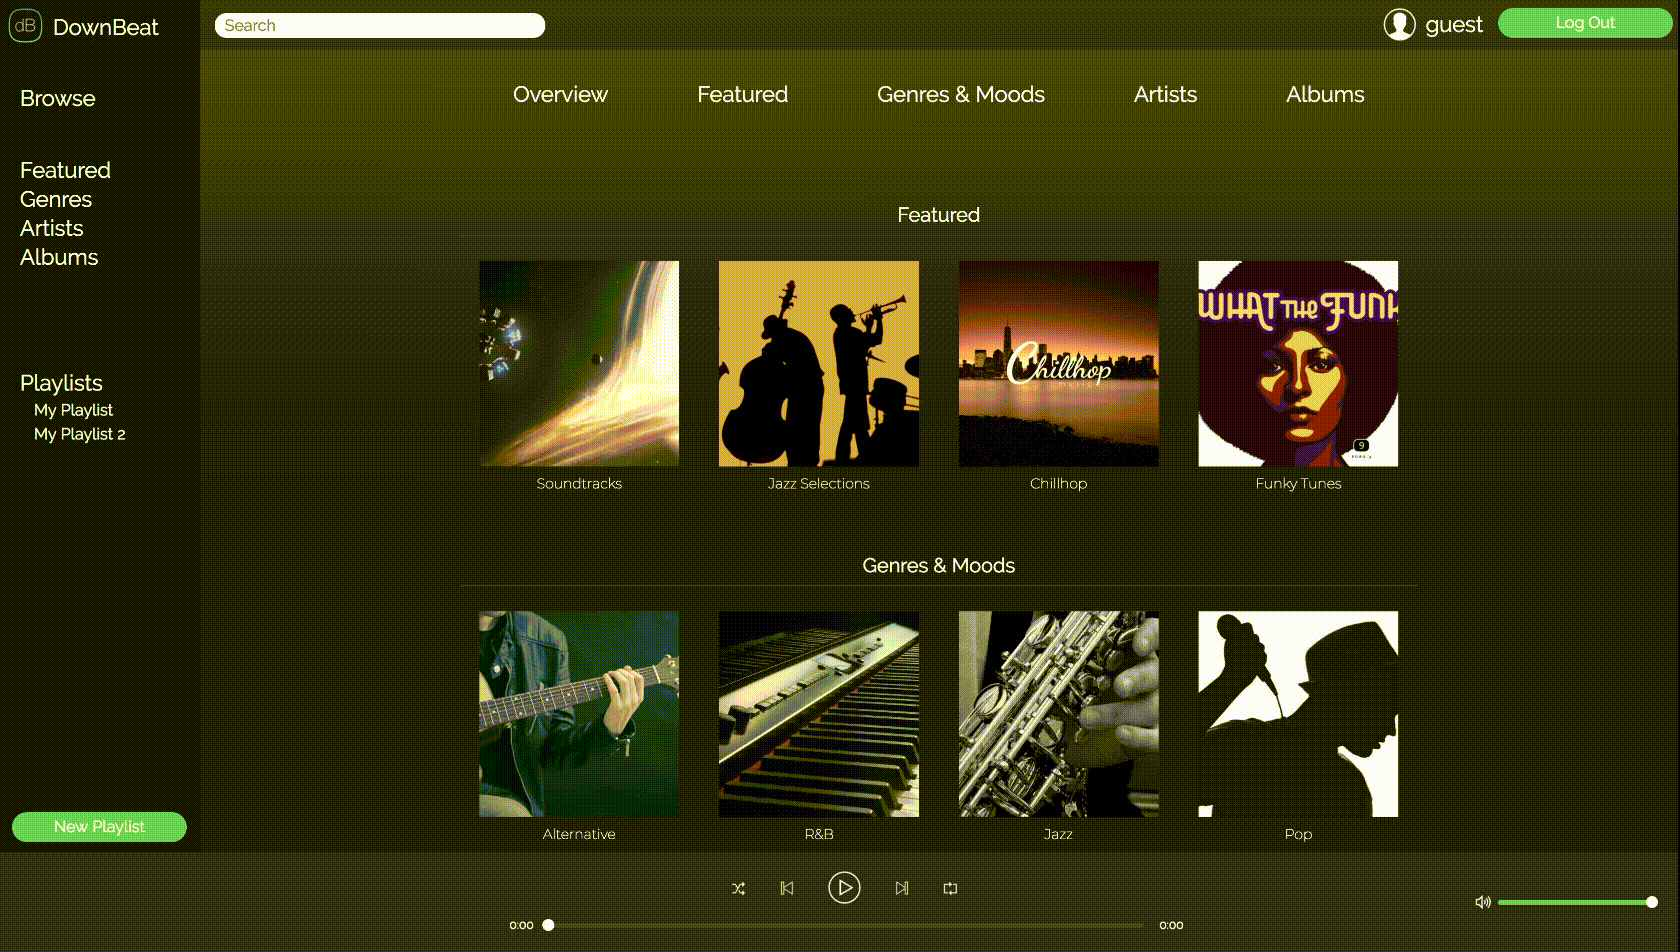 dB DownBeat
Search
guest
Log Out
Browse
Featured
Genres
Artists
Albums
Playlists
My Playlist
My Playlist 2
New Playlist
Overview
Featured
Genres & Moods
Artists
Albums
Featured
Chillhop
WHAT THE FUNK
9
Soundtracks
Jazz Selections
Chillhop
Funky Tunes
Genres & Moods
Alternative
R&B
Jazz
Pop
0:00
0:00